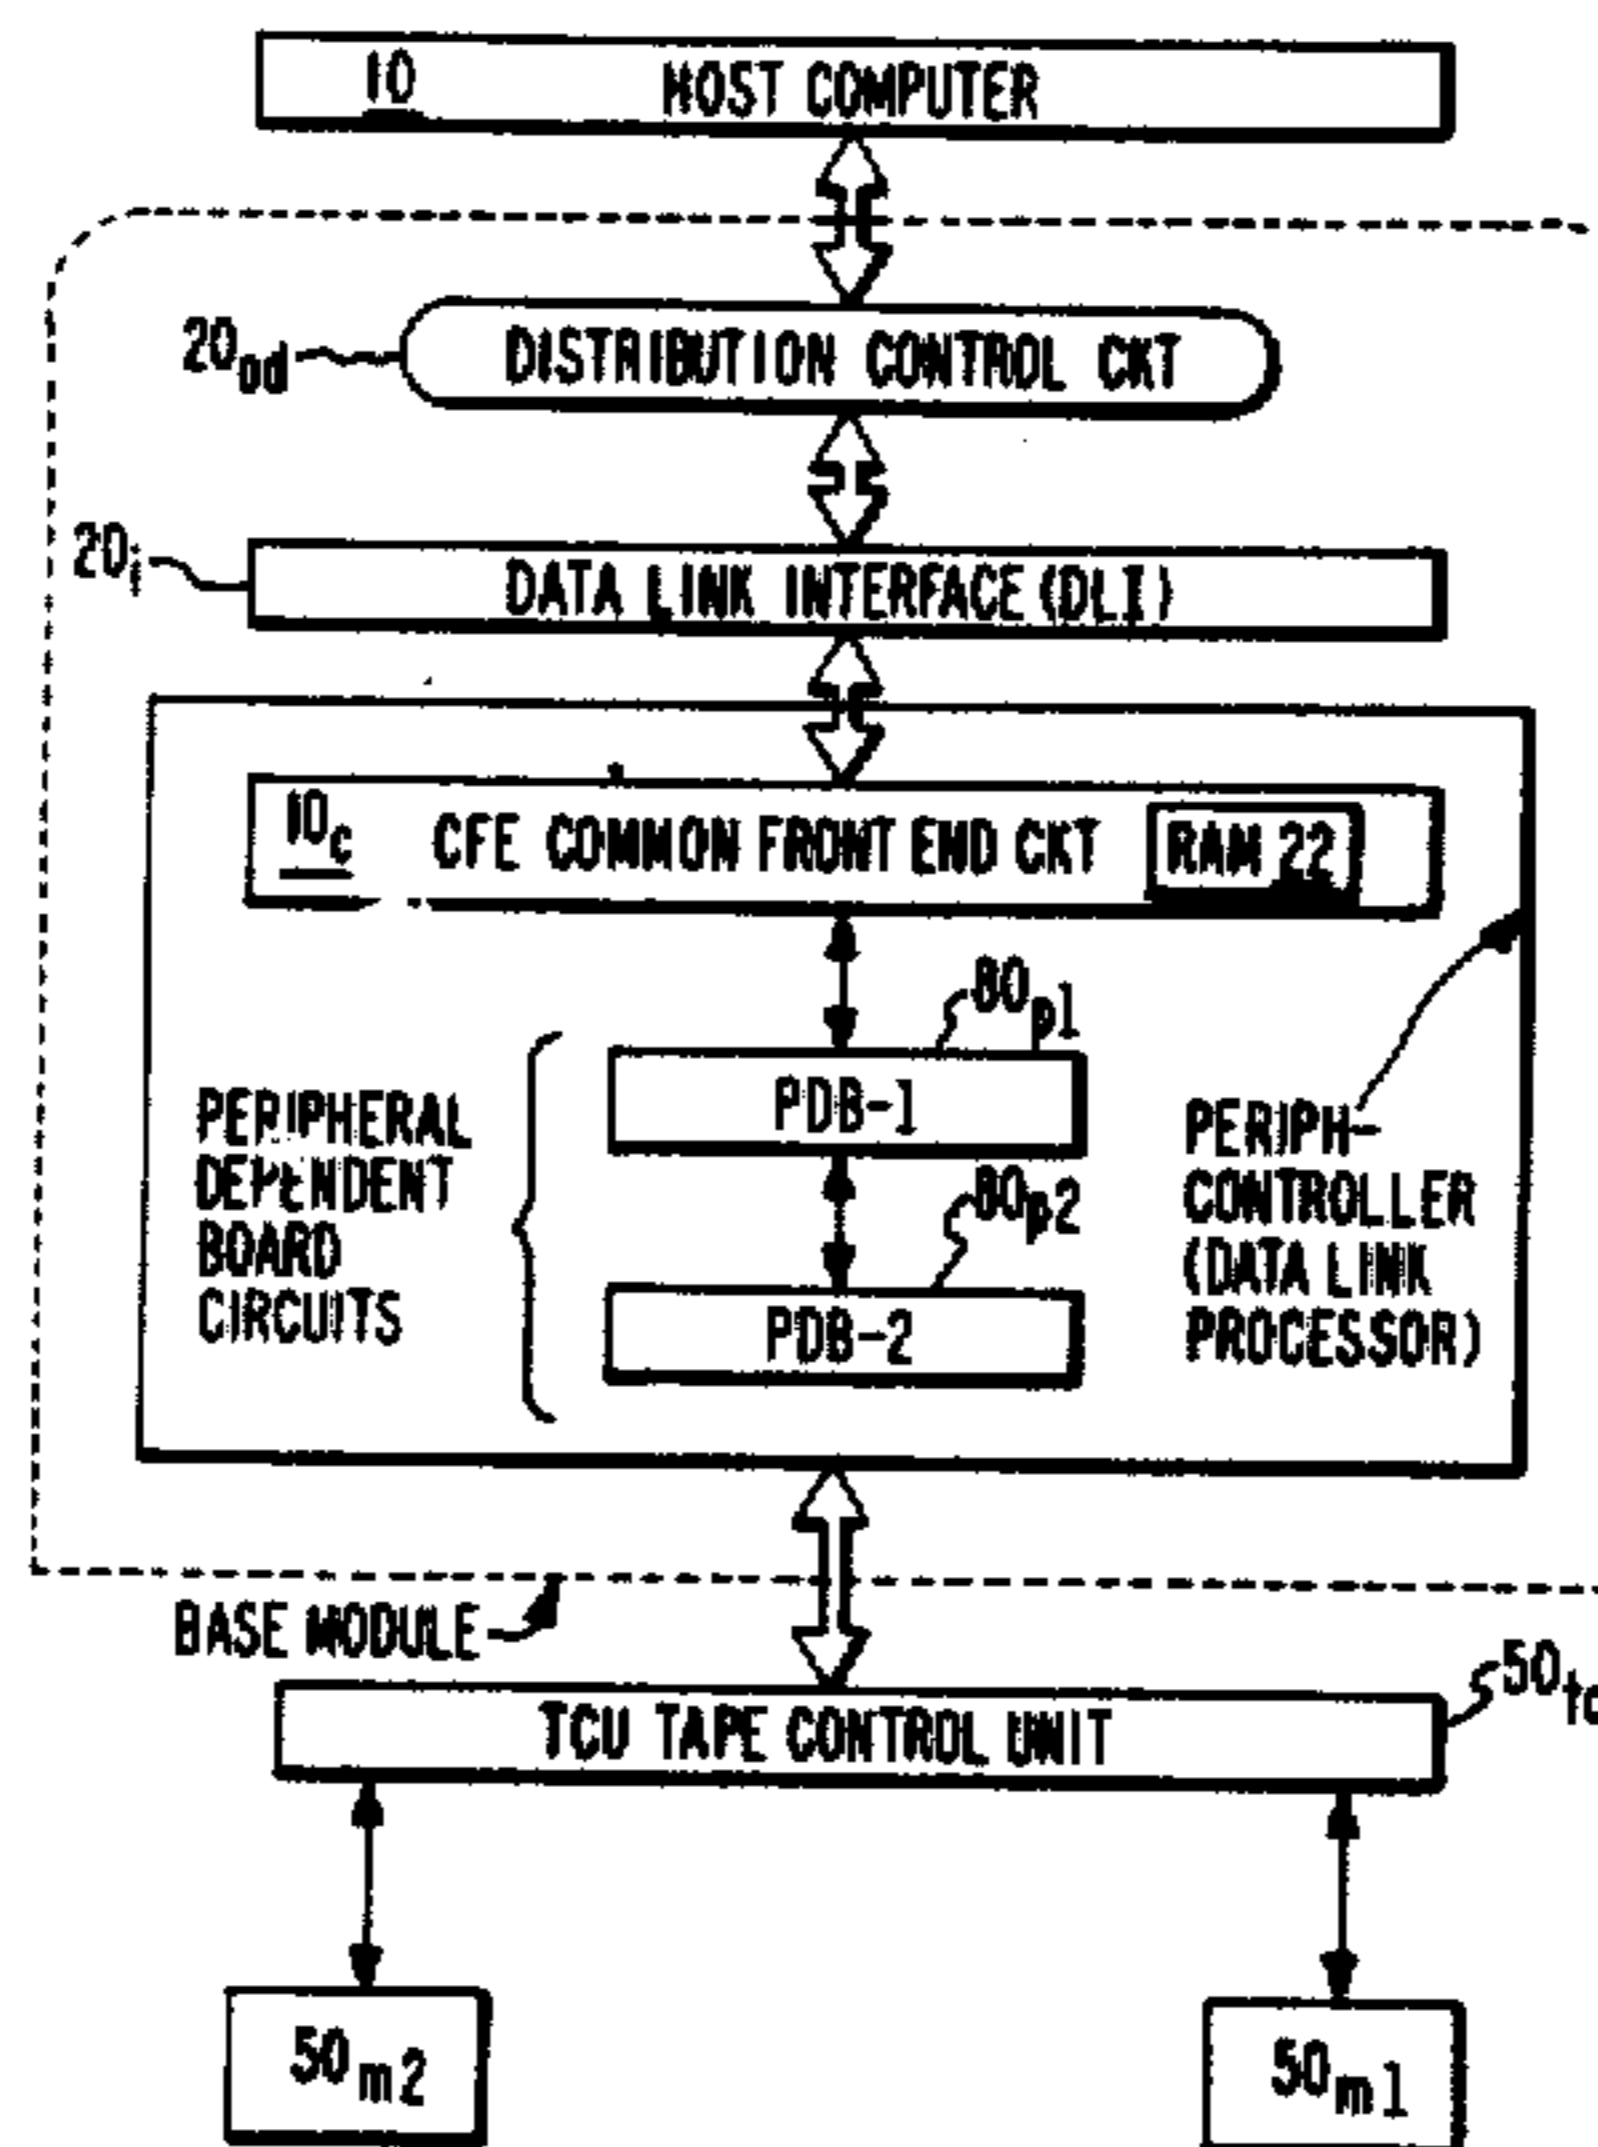 10 HOST COMPUTER
20od DISTRIBUTION CONTROL CKT
20i DATA LINK INTERFACE (DLI)
10c CFE COMMON FRONT END CKT RAM 22
80p1
PDB-1
80p2
PDB-2
PERIPHERAL
DEPENDENT
BOARD
CIRCUITS
PERIPH-
CONTROLLER
(DATA LINK
PROCESSOR)
BASE MODULE
TCU TAPE CONTROL UNIT
50tc
50m2
50m1